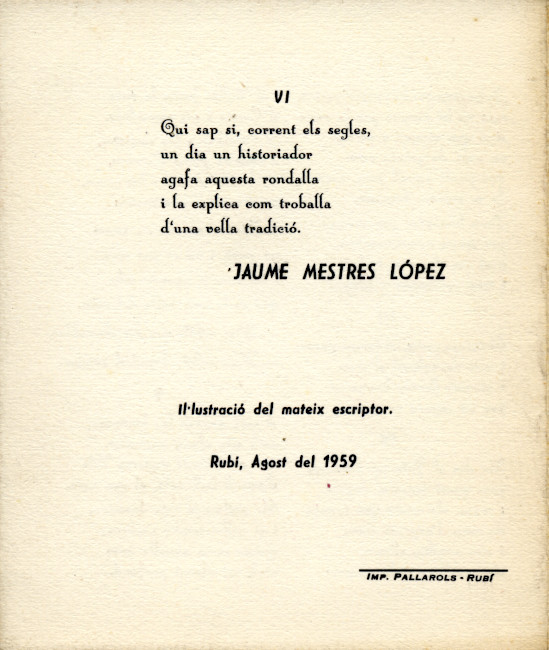 VI
Qui sap si, corrent els segles,
un dia un historiador
agafa aquesta rondalla
i la explica com troballa
d'una vella tradició.
JAUME MESTRES LÓPEZ
Il·lustració del mateix escriptor.
Rubí, Agost del 1959
IMP. PALLAROLS - RUBÍ